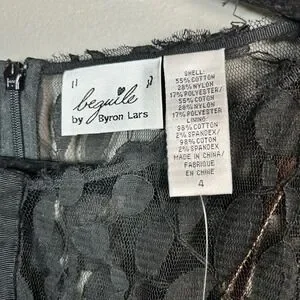 beguile
by Byron Lars
SHELL:
55% COTTON
28% NYLON
17% POLYESTER/
55% COTTON
28% NYLON
17% POLYESTER
LINING:
98% COTTON
2% SPANDEX/
98% COTON
2% SPANDEX
MADE IN CHINA/
FABRIQUE
EN CHINE
4